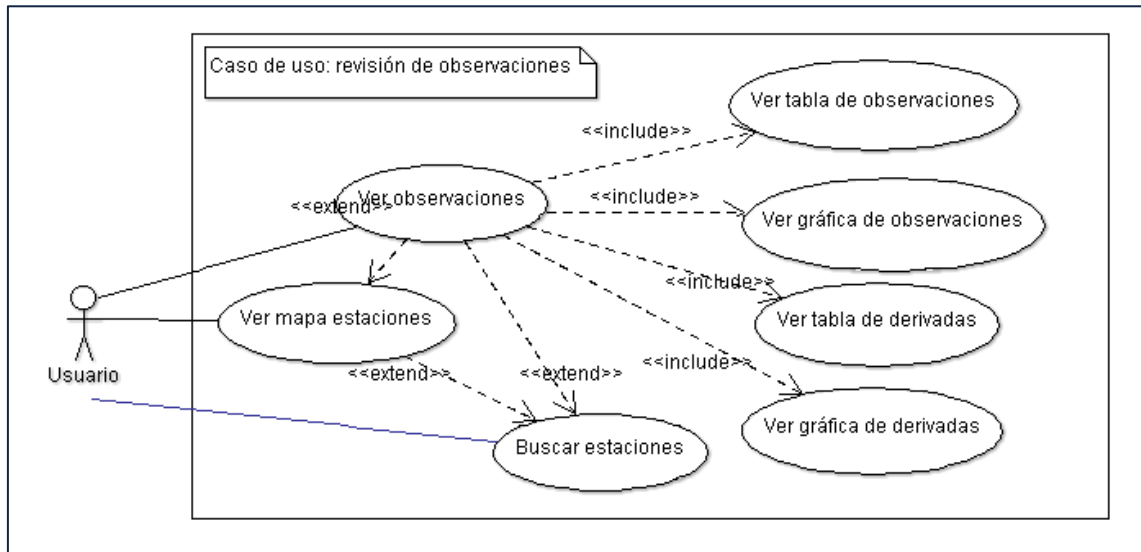 Caso de uso: revisión de observaciones
Ver tabla de observaciones
<<include>>
Ver observaciones
<<extend>>
<<include>>
Ver gráfica de observaciones
<<include>>
Ver mapa estaciones
Ver tabla de derivadas
Usuario
<<extend>>
<<extend>>
<<include>>
Ver gráfica de derivadas
Buscar estaciones